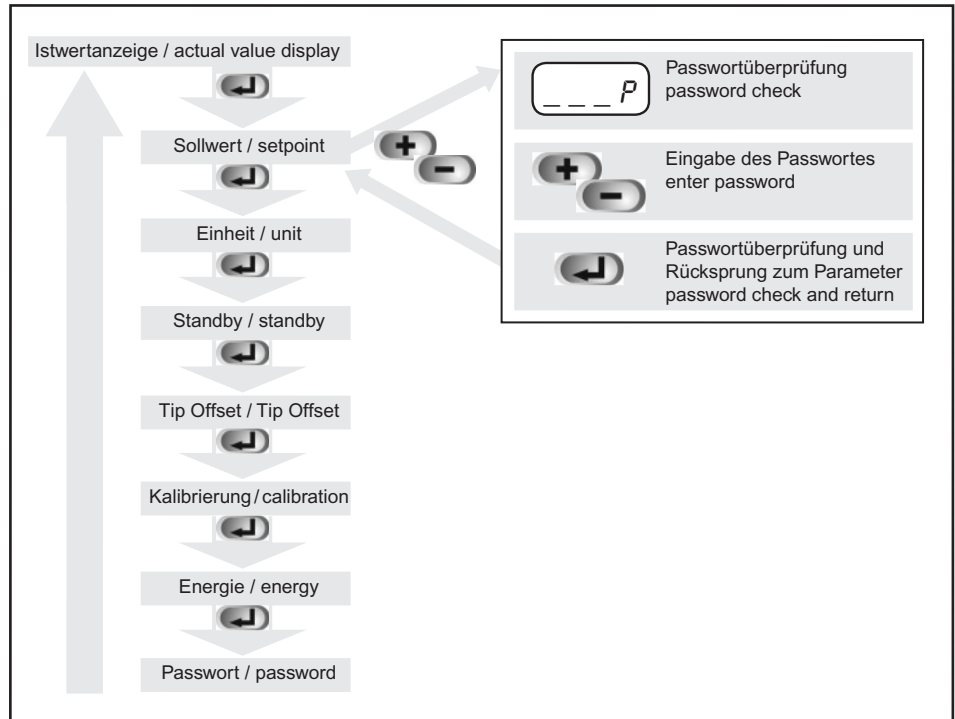 Istwertanzeige / actual value display
Sollwert / setpoint
Einheit / unit
Standby / standby
Tip Offset / Tip Offset
Kalibrierung / calibration
Energie / energy
Passwort / password
_ _ _ P
Passwortüberprüfung
password check
Eingabe des Passwortes
enter password
Passwortüberprüfung und
Rücksprung zum Parameter
password check and return